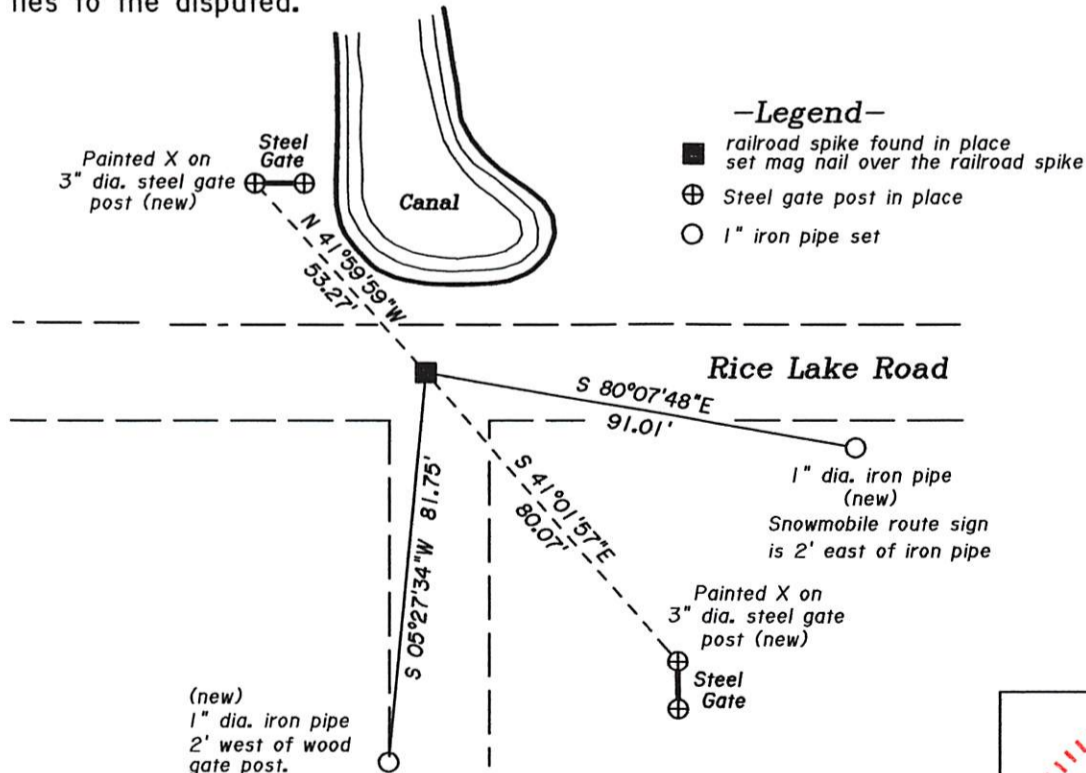 ties to the disputed.
-Legend-
railroad spike found in place
set mag nail over the railroad spike
Steel gate post in place
1" iron pipe set
Steel
Gate
Painted X on
3" dia. steel gate
post (new)
Canal
N 41°59'59"W
53.27'
Rice Lake Road
S 80°07'48"E
91.01'
1" dia. iron pipe
(new)
Snowmobile route sign
is 2' east of iron pipe
S 05°27'34"W 81.75'
S 41°01'57"E
80.07'
Painted X on
3" dia. steel gate
post (new)
Steel
Gate
(new)
1" dia. iron pipe
2' west of wood
gate post.